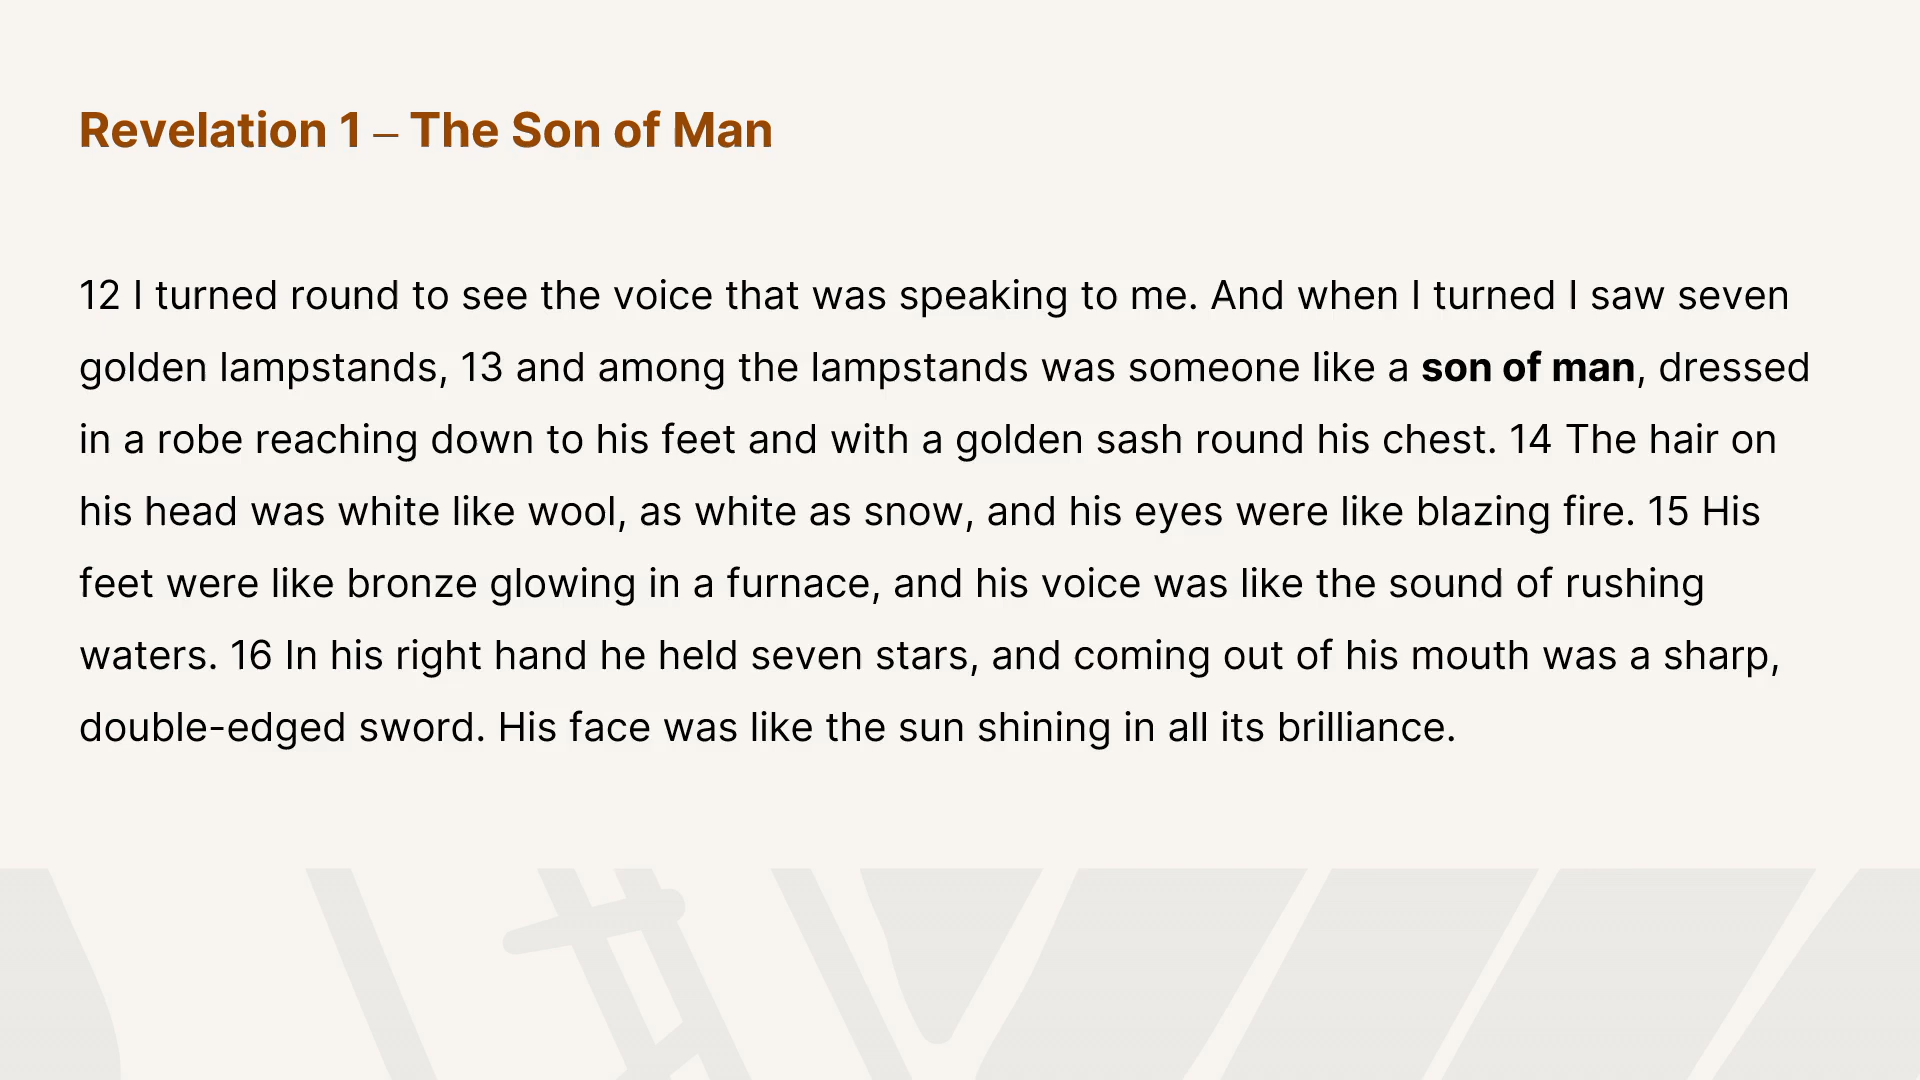 Revelation 1 – The Son of Man
12 I turned round to see the voice that was speaking to me. And when I turned I saw seven
golden lampstands, 13 and among the lampstands was someone like a son of man, dressed
in a robe reaching down to his feet and with a golden sash round his chest. 14 The hair on
his head was white like wool, as white as snow, and his eyes were like blazing fire. 15 His
feet were like bronze glowing in a furnace, and his voice was like the sound of rushing
waters. 16 In his right hand he held seven stars, and coming out of his mouth was a sharp,
double-edged sword. His face was like the sun shining in all its brilliance.